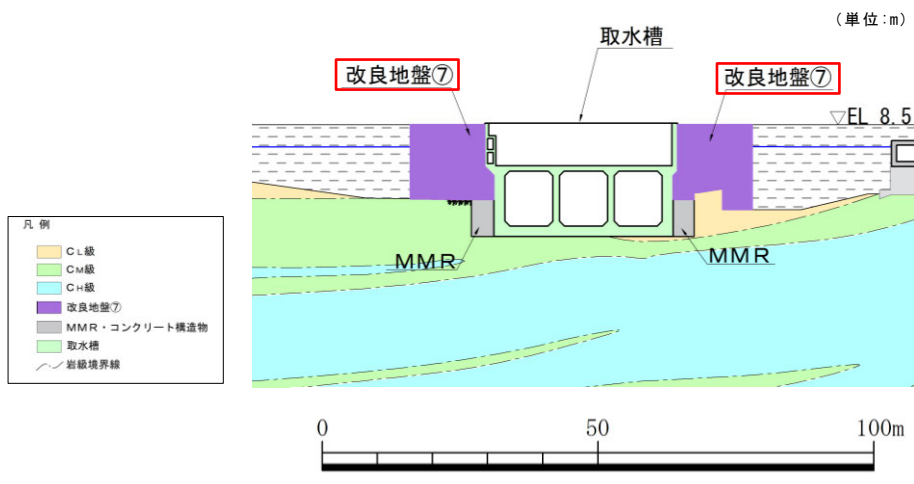 (単位:m)
取水槽
改良地盤⑦
改良地盤⑦
▽EL 8.5
凡 例
CL級
CM級
CH級
改良地盤⑦
MMR・コンクリート構造物
取水槽
岩級境界線
MMR
MMR
0 50 100m